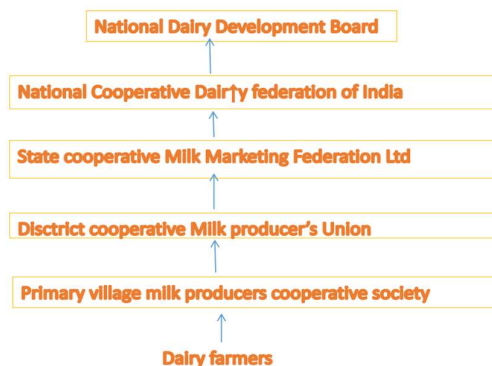 National Dairy Development Board
National Cooperative Dair↑y federation of India
State cooperative Milk Marketing Federation Ltd
Disctrict cooperative Milk producer's Union
Primary village milk producers cooperative society
Dairy farmers